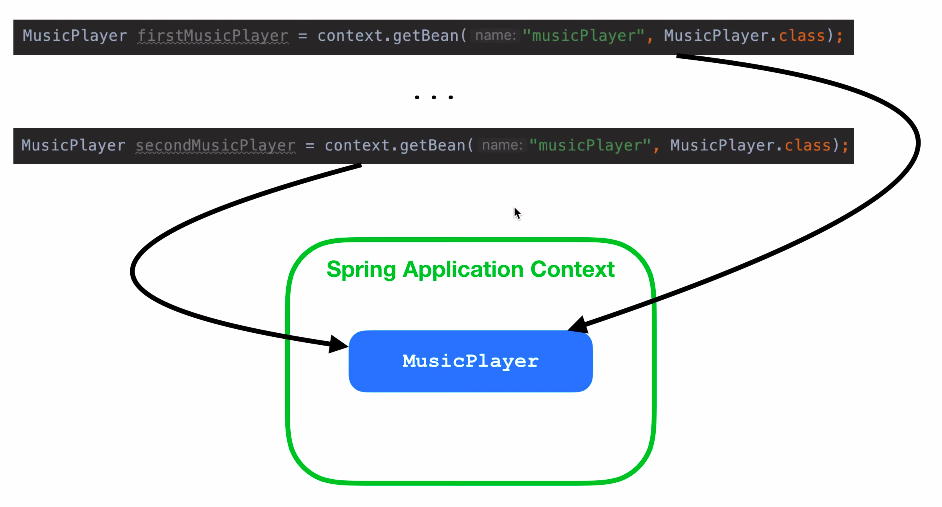 MusicPlayer firstMusicPlayer = context.getBean( name: "musicPlayer", MusicPlayer.class);
...
MusicPlayer secondMusicPlayer = context.getBean( name: "musicPlayer", MusicPlayer.class);
Spring Application Context
MusicPlayer